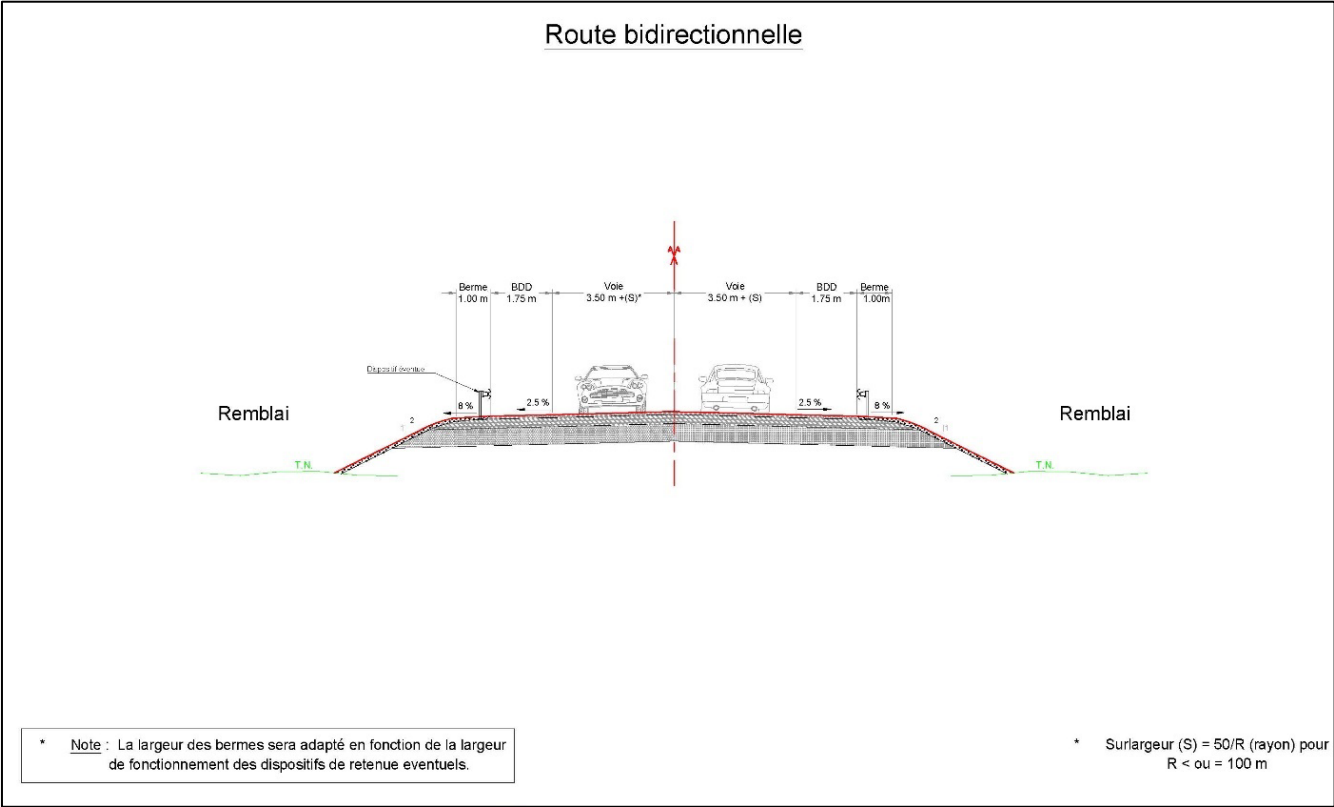 Route bidirectionnelle
AA
A
Berme BDD Voie Voie BDD Berme
1.00 m 1.75 m 3.50 m +(S)* 3.50 m + (S) 1.75 m 1.00m
Dispositif éventuel
8 % 2.5 % 2.5 % 8 %
Remblai Remblai
2 2
1 1
T.N. T.N.
* Note : La largeur des bermes sera adapté en fonction de la largeur
de fonctionnement des dispositifs de retenue eventuels.
* Surlargeur (S) = 50/R (rayon) pour
R < ou = 100 m